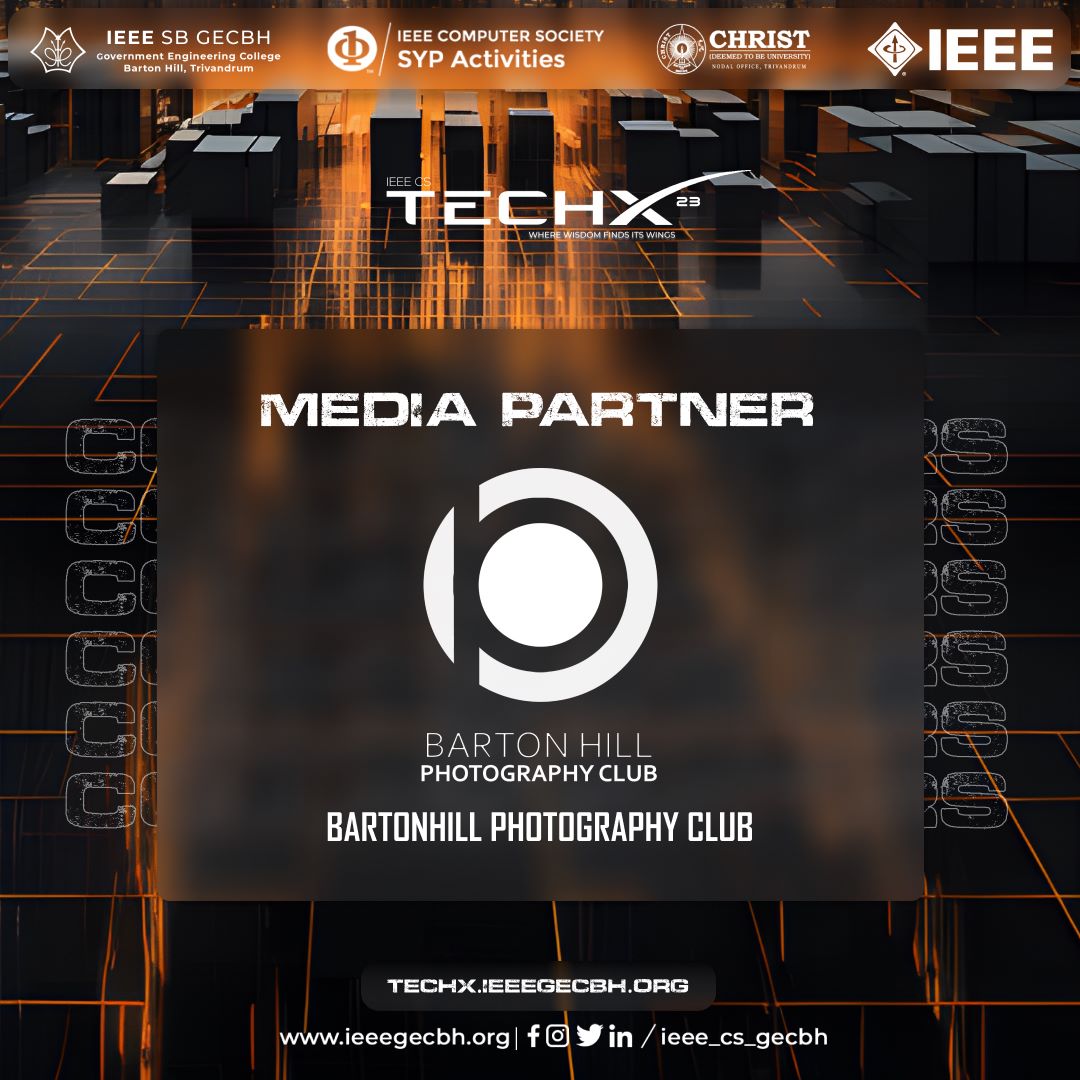 IEEE SB GECBH
Government Engineering College
Barton Hill, Trivandrum
IEEE COMPUTER SOCIETY
SYP Activities
CHRIST
(DEEMED TO BE UNIVERSITY)
NODAL OFFICE, TRIVANDRUM
IEEE
IEEE CS
TECHX 23
WHERE WISDOM FINDS ITS WINGS
MEDIA PARTNER
BARTON HILL
PHOTOGRAPHY CLUB
BARTONHILL PHOTOGRAPHY CLUB
TECHX.IEEEGECBH.ORG
www.ieeegecbh.org| / ieee_cs_gecbh